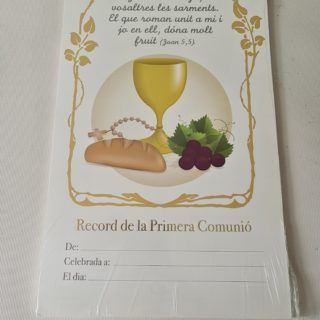 vosaltres les sarments.
El que roman unit a mi i
jo en ell, dóna molt
fruit (Joan 5,5).
Record de la Primera Comunió
De:
Celebrada a:
El dia: